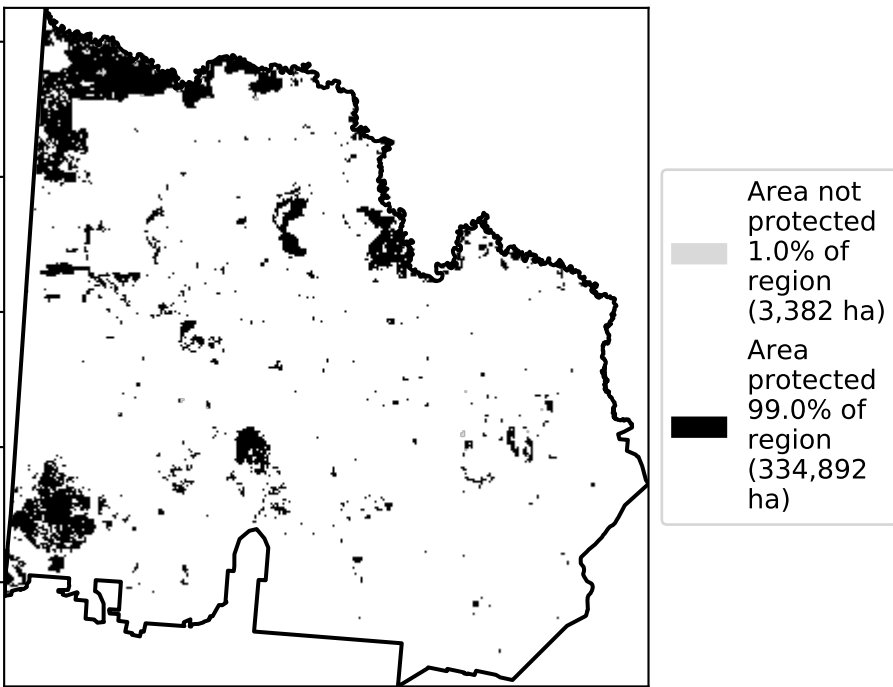 Area not
protected
1.0% of
region
(3,382 ha)
Area
protected
99.0% of
region
(334,892
ha)